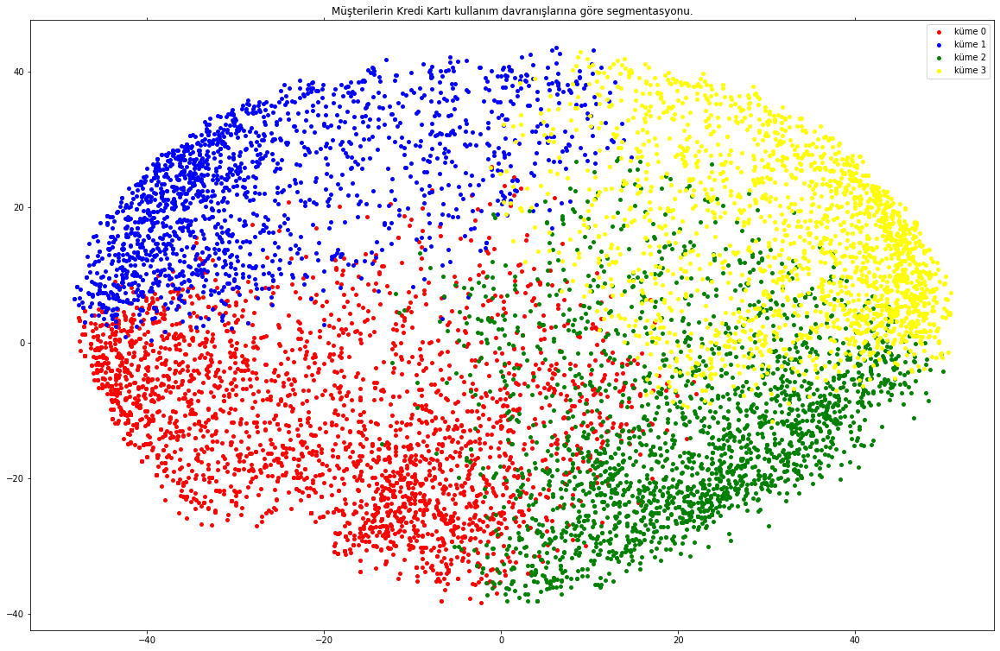 Müşterilerin Kredi Kartı kullanım davranışlarına göre segmentasyonu.
küme 0
küme 1
küme 2
küme 3
40
20
0
−20
−40
−40
−20
0
20
40